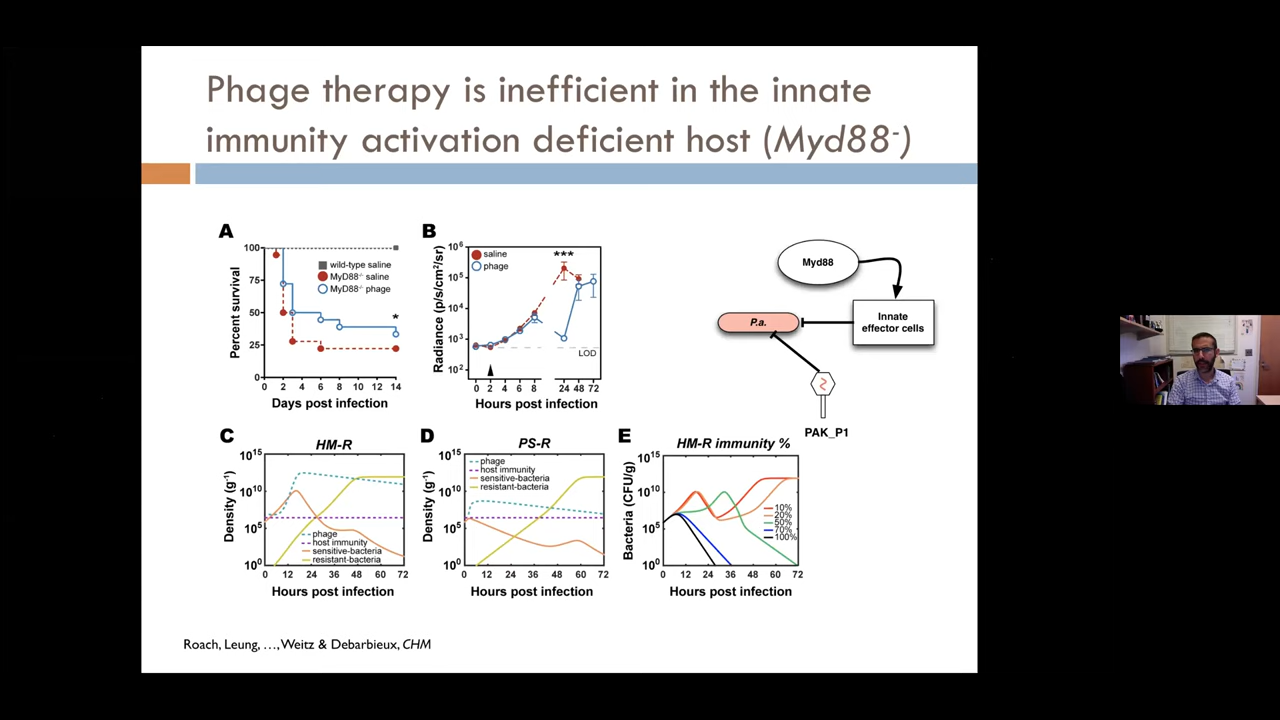 Phage therapy is inefficient in the innate
immunity activation deficient host (Myd88⁻)
A
100
75
50
25
0
Percent survival
wild-type saline
MyD88⁻/⁻ saline
MyD88⁻/⁻ phage
*
0 2 4 6 8 10 12 14
Days post infection
B
10⁶
10⁵
10⁴
10³
10²
Radiance (p/s/cm²/sr)
saline
phage
***
LOD
0 2 4 6 8 24 48 72
Hours post infection
Myd88
Innate
effector cells
P.a.
PAK_P1
C
HM-R
10¹⁵
10¹⁰
10⁵
10⁰
Density (g⁻¹)
phage
host immunity
sensitive-bacteria
resistant-bacteria
0 12 24 36 48 60 72
Hours post infection
D
PS-R
10¹⁵
10¹⁰
10⁵
10⁰
Density (g⁻¹)
phage
host immunity
sensitive-bacteria
resistant-bacteria
0 12 24 36 48 60 72
Hours post infection
E
HM-R immunity %
10¹⁵
10¹⁰
10⁵
10⁰
Bacteria (CFU/g)
10%
20%
50%
70%
100%
0 12 24 36 48 60 72
Hours post infection
Roach, Leung, …, Weitz & Debarbieux, CHM